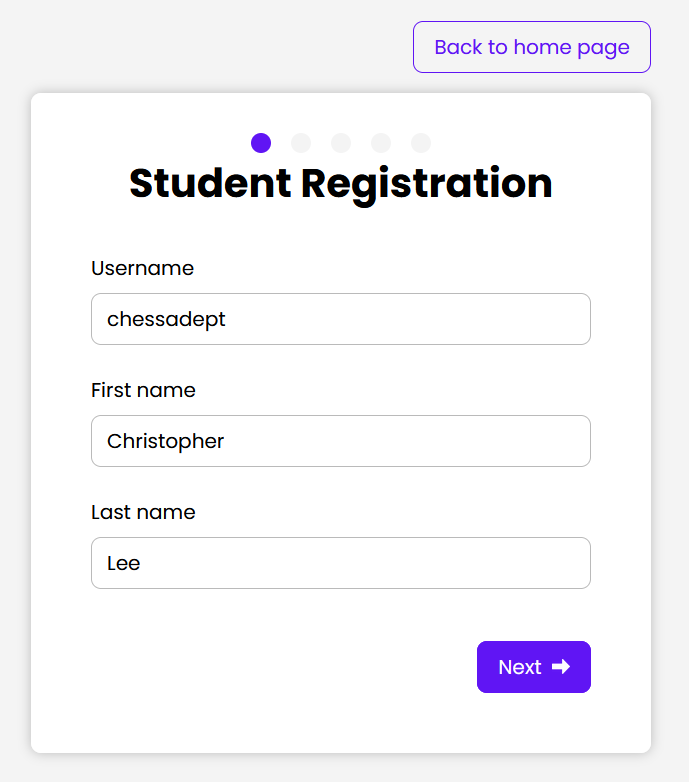 Back to home page
Student Registration
Username
chessadept
First name
Christopher
Last name
Lee
Next